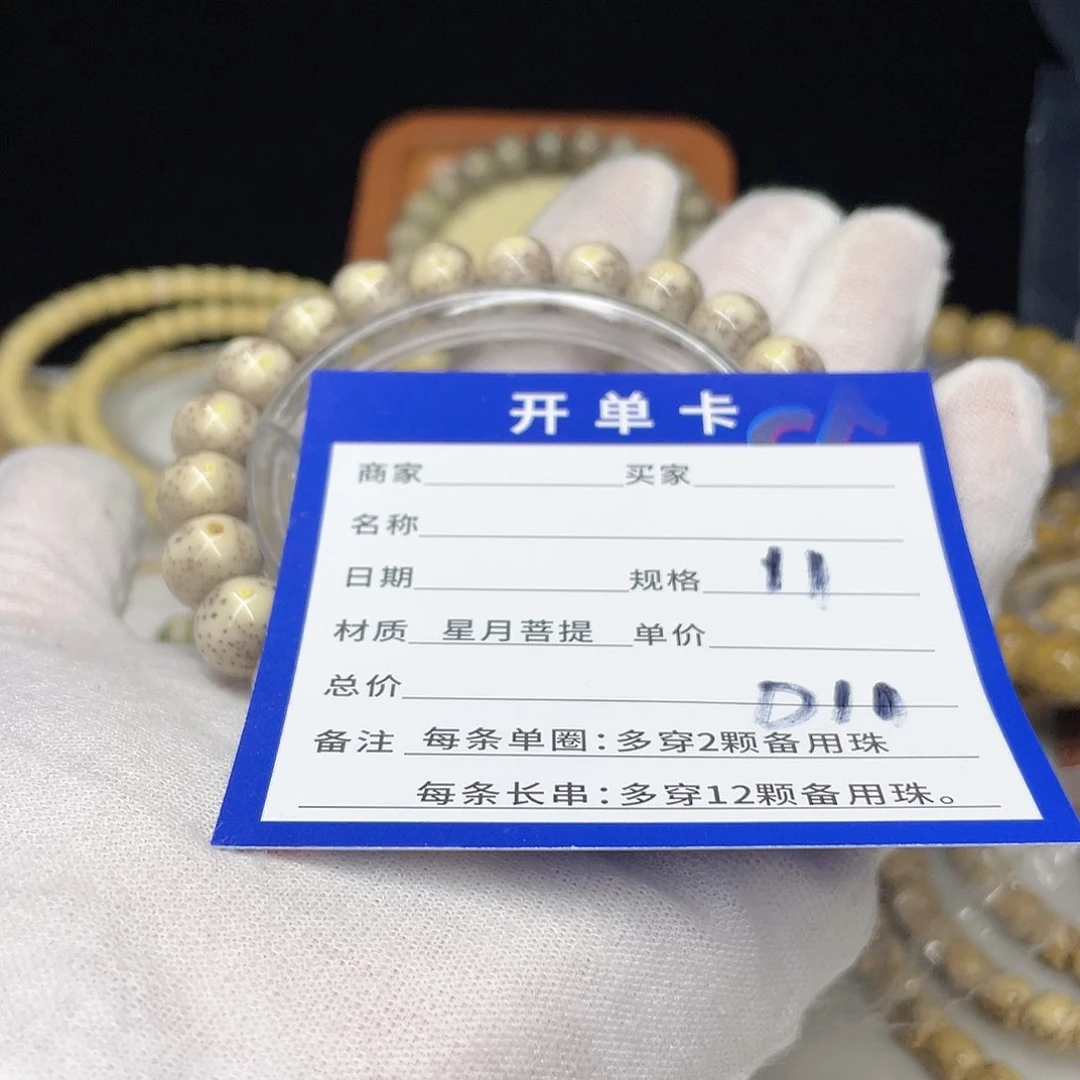 开单卡
商家 买家
名称
日期 规格 11
材质 星月菩提 单价
总价
D10
备注 每条单圈:多穿2颗备用珠
每条长串:多穿12颗备用珠。